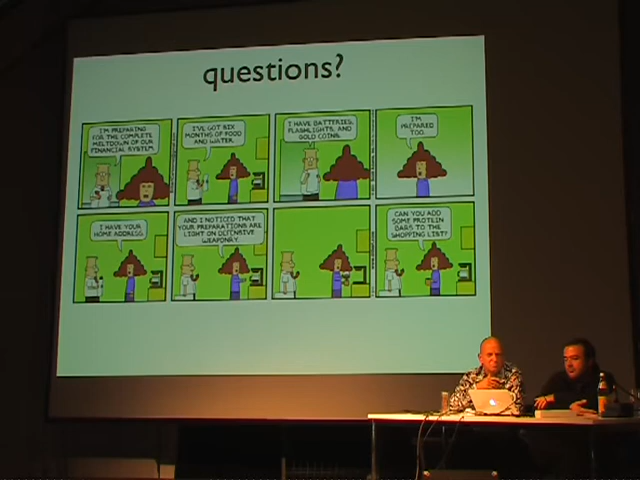 questions?
I'M PREPARING
FOR THE COMPLETE
MELTDOWN OF OUR
FINANCIAL SYSTEM.
I'VE GOT SIX
MONTHS OF FOOD
AND WATER.
I HAVE BATTERIES,
FLASHLIGHTS, AND
GOLD COINS.
I'M
PREPARED
TOO.
I HAVE YOUR
HOME ADDRESS.
AND I NOTICED THAT
YOUR PREPARATIONS ARE
LIGHT ON DEFENSIVE
WEAPONRY.
CAN YOU ADD
SOME PROTEIN
BARS TO THE
SHOPPING LIST?